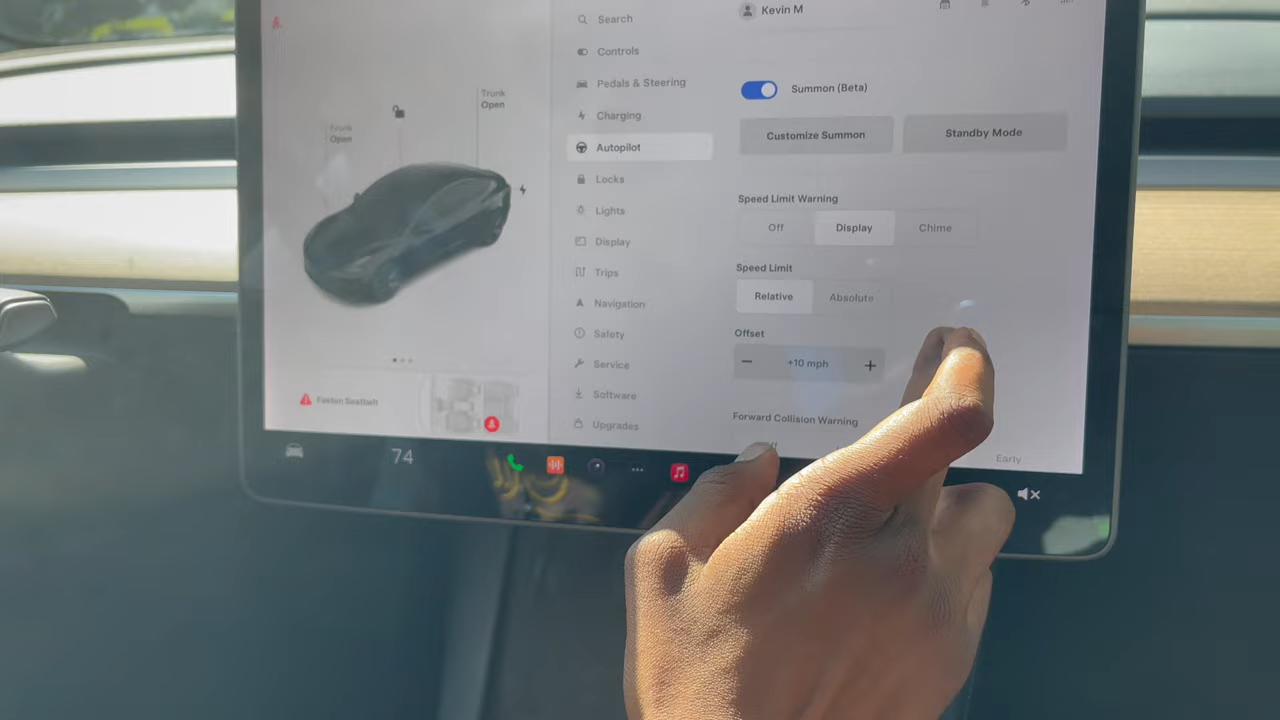 Search
Controls
Pedals & Steering
Charging
Autopilot
Locks
Lights
Display
Trips
Navigation
Safety
Service
Software
Upgrades
Trunk
Open
Trunk
Open
Fasten Seatbelt
74
Kevin M
Summon (Beta)
Customize Summon
Standby Mode
Speed Limit Warning
Off Display Chime
Speed Limit
Relative Absolute
Offset
− +10 mph +
Forward Collision Warning
Early